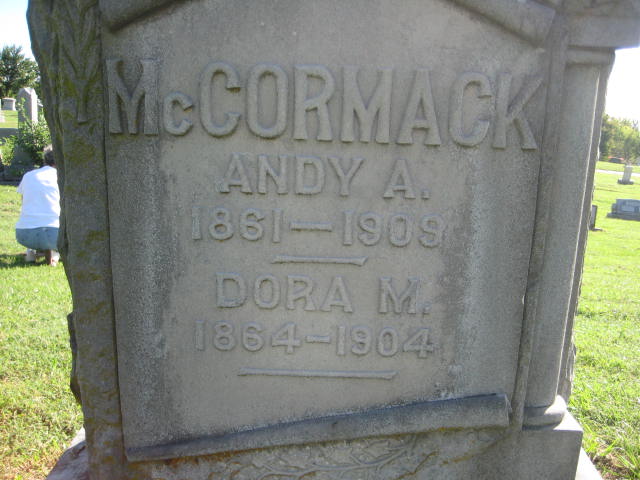 McCORMACK
ANDY A.
1861—1909
DORA M.
1864-1904